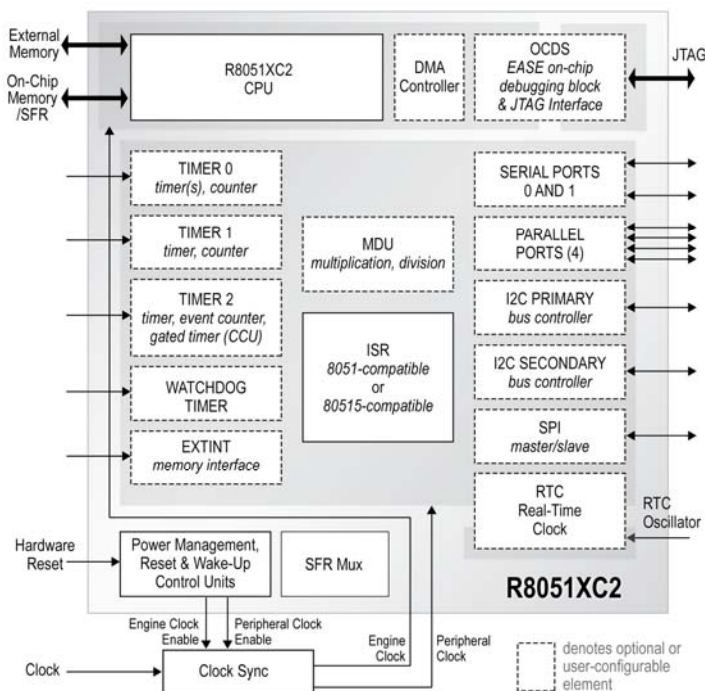 External
Memory
On-Chip
Memory
/SFR
R8051XC2
CPU
DMA
Controller
OCDS
EASE on-chip
debugging block
& JTAG Interface
JTAG
TIMER 0
timer(s), counter
TIMER 1
timer, counter
TIMER 2
timer, event counter,
gated timer (CCU)
WATCHDOG
TIMER
EXTINT
memory interface
MDU
multiplication, division
ISR
8051-compatible
or
80515-compatible
SERIAL PORTS
0 AND 1
PARALLEL
PORTS (4)
I2C PRIMARY
bus controller
I2C SECONDARY
bus controller
SPI
master/slave
RTC
Real-Time
Clock
RTC
Oscillator
Hardware
Reset
Power Management,
Reset & Wake-Up
Control Units
SFR Mux
R8051XC2
Engine Clock
Enable
Peripheral Clock
Enable
Engine
Clock
Peripheral
Clock
Clock
Clock Sync
denotes optional or
user-configurable
element